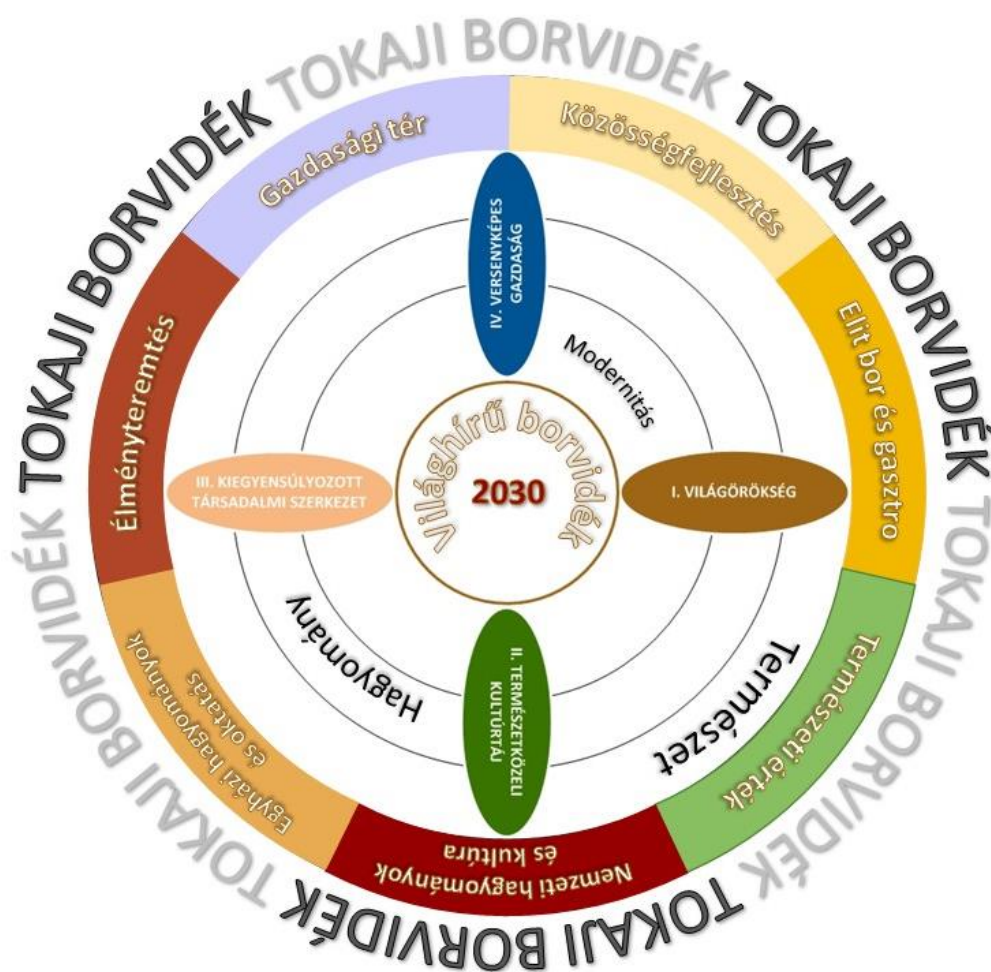 TOKAJI BORVIDÉK
TOKAJI BORVIDÉK
TOKAJI BORVIDÉK
TOKAJI BORVIDÉK
TOKAJI BORVIDÉK
TOKAJI BORVIDÉK
Gazdasági tér
Közösségfejlesztés
Elit bor és gasztro
Természeti érték
Nemzeti hagyományok
és kultúra
Egyházi hagyományok
és oktatás
Élményteremtés
IV. VERSENYKÉPES
GAZDASÁG
Modernitás
I. VILÁGÖRÖKSÉG
Természet
II. TERMÉSZETKÖZELI
KULTÚRTÁJ
Hagyomány
III. KIEGYENSÚLYOZOTT
TÁRSADALMI SZERKEZET
Világhírű borvidék
2030